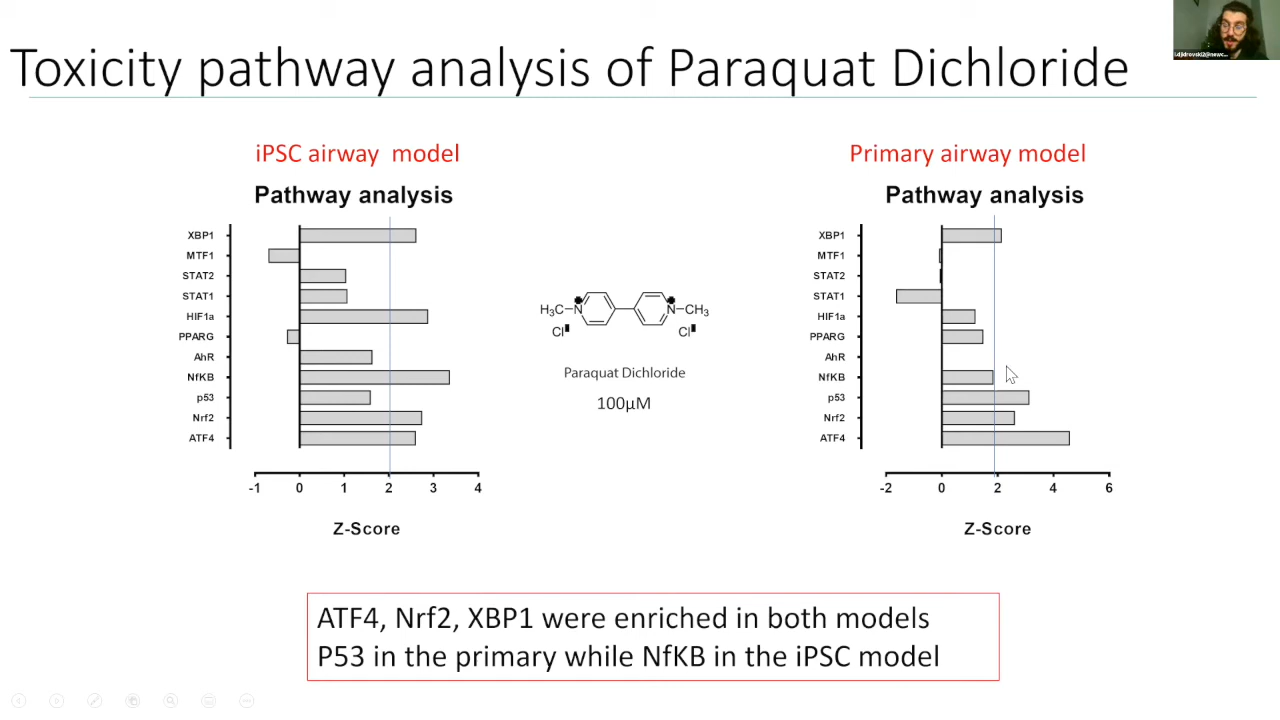 Toxicity pathway analysis of Paraquat Dichloride
iPSC airway model
Pathway analysis
XBP1
MTF1
STAT2
STAT1
HIF1a
PPARG
AhR
NfKB
p53
Nrf2
ATF4
-1 0 1 2 3 4
Z-Score
H₃C N N CH₃
Cl Cl
Paraquat Dichloride
100µM
Primary airway model
Pathway analysis
XBP1
MTF1
STAT2
STAT1
HIF1a
PPARG
AhR
NfKB
p53
Nrf2
ATF4
-2 0 2 4 6
Z-Score
ATF4, Nrf2, XBP1 were enriched in both models
P53 in the primary while NfKB in the iPSC model